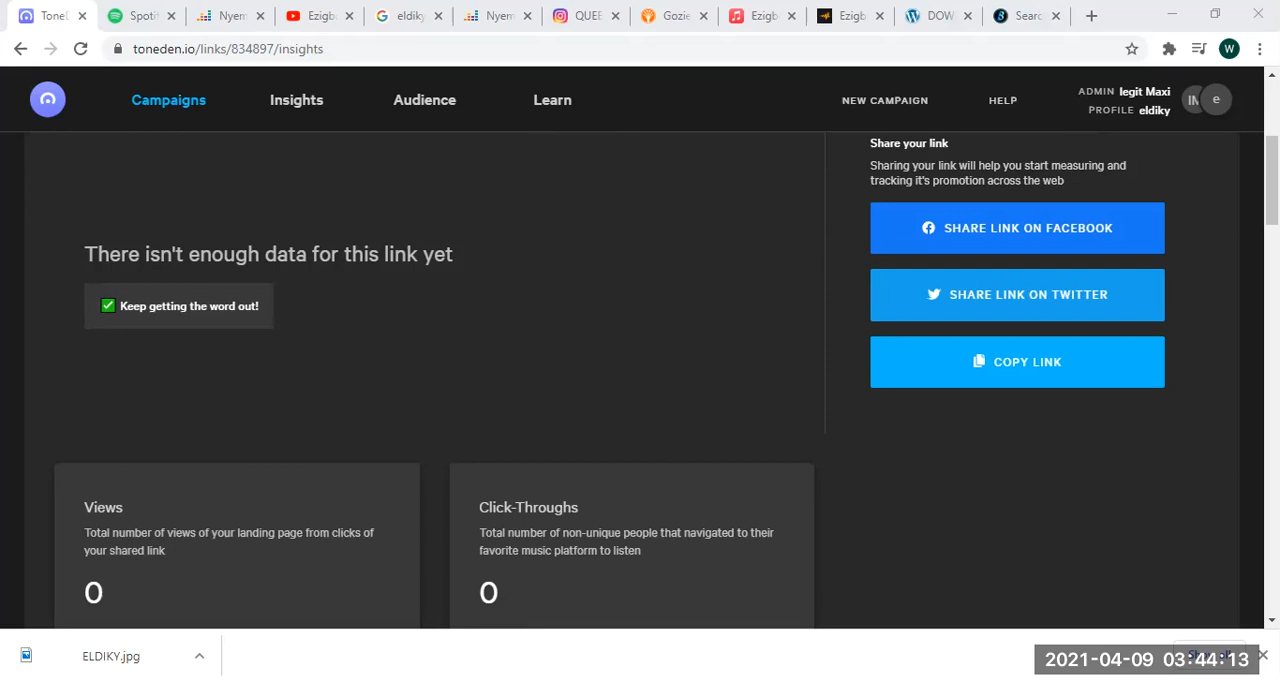 ToneD
Spotif
Nyem
Ezigb
eldiky
Nyem
QUEE
Gozie
Ezigb
Ezigb
DOW
Searc
toneden.io/links/834897/insights
W
Campaigns
Insights
Audience
Learn
NEW CAMPAIGN
HELP
ADMIN legit Maxi
PROFILE eldiky
e
There isn't enough data for this link yet
Keep getting the word out!
Share your link
Sharing your link will help you start measuring and
tracking it's promotion across the web
SHARE LINK ON FACEBOOK
SHARE LINK ON TWITTER
COPY LINK
Views
Total number of views of your landing page from clicks of
your shared link
0
Click-Throughs
Total number of non-unique people that navigated to their
favorite music platform to listen
0
ELDIKY.jpg
2021-04-09 03:44:13